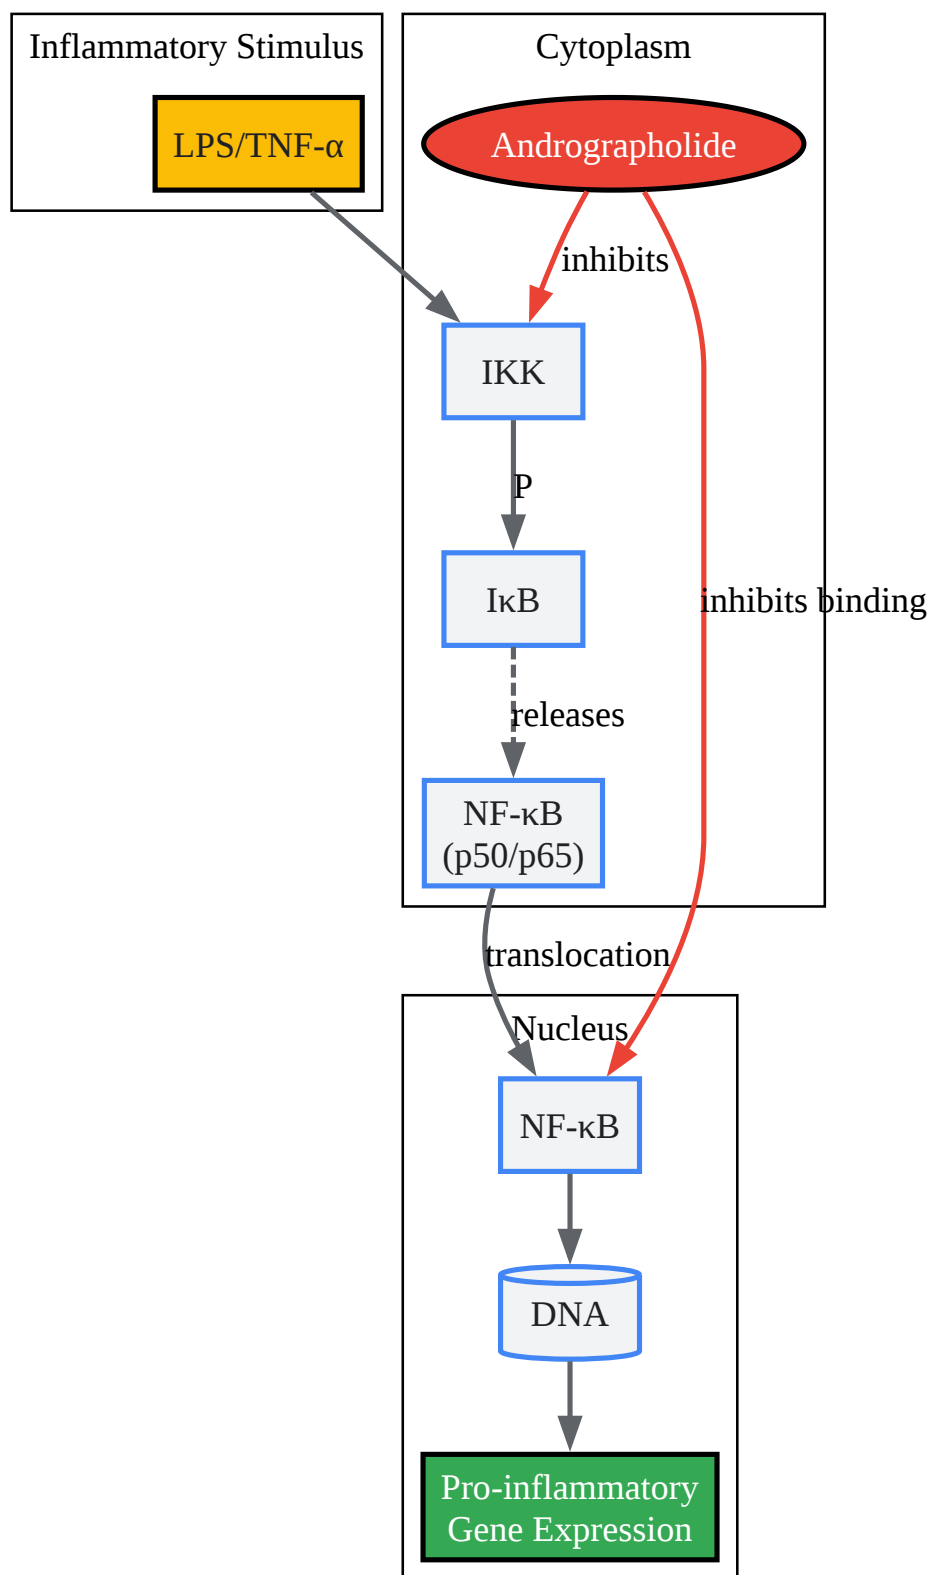 Inflammatory Stimulus
Cytoplasm
LPS/TNF-α
Andrographolide
inhibits
IKK
P
IκB
inhibits binding
releases
NF-κB
(p50/p65)
translocation
Nucleus
NF-κB
DNA
Pro-inflammatory
Gene Expression